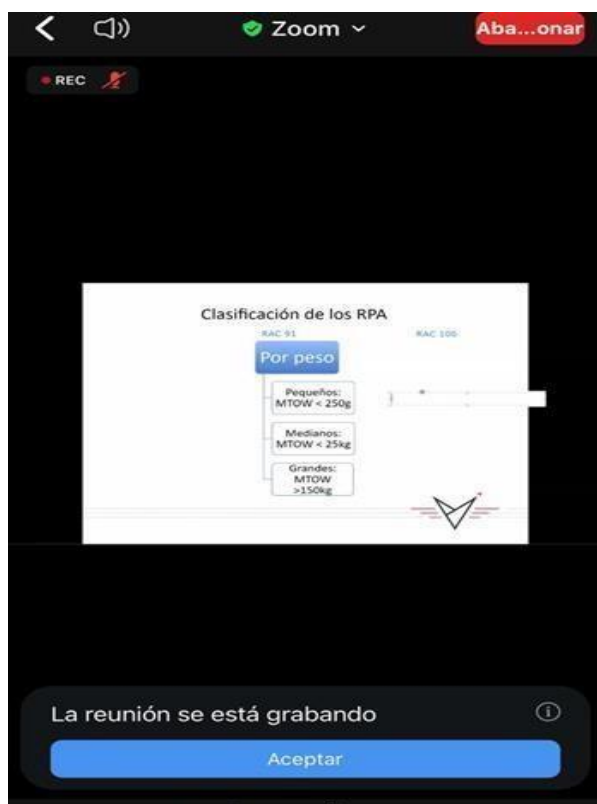 Zoom
Aba...onar
REC
Clasificación de los RPA
RAC 91
RAC 100
Por peso
Pequeños:
MTOW < 250g
Medianos:
MTOW < 25kg
Grandes:
MTOW
>150kg
La reunión se está grabando
Aceptar